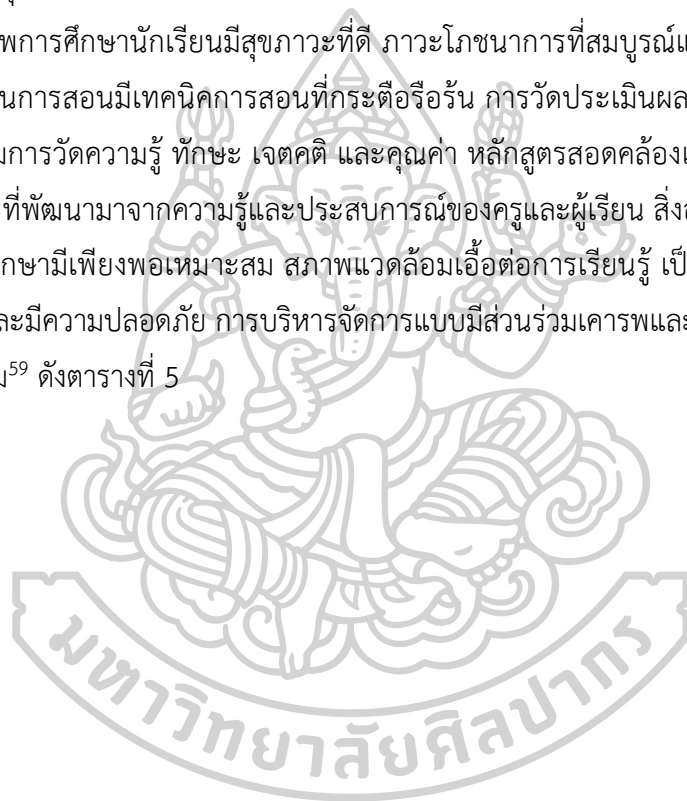 พการศึกษานักเรียนมีสุขภาวะที่ดี ภาวะโภชนาการที่สมบูรณ์แ
นการสอนมีเทคนิคการสอนที่กระตือรือร้น การวัดประเมินผล
มการวัดความรู้ ทักษะ เจตคติ และคุณค่า หลักสูตรสอดคล้องเ
ะที่พัฒนามาจากความรู้และประสบการณ์ของครูและผู้เรียน สิ่งอ
กษามีเพียงพอเหมาะสม สภาพแวดล้อมเอื้อต่อการเรียนรู้ เป็
ละมีความปลอดภัย การบริหารจัดการแบบมีส่วนร่วมเคารพและ
ม59 ดังตารางที่ 5
มหาวิทยาลัยศิลปากร